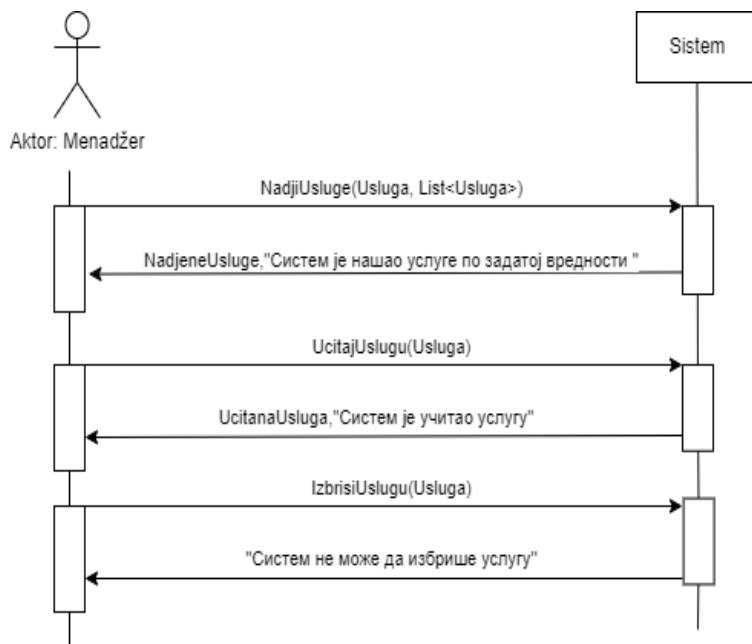 Sistem
Aktor: Menadžer
NadjiUsluge(Usluga, List<Usluga>)
NadjeneUsluge,"Систем је нашао услуге по задатој вредности "
UcitajUslugu(Usluga)
UcitanaUsluga,"Систем је учитао услугу"
IzbrisiUslugu(Usluga)
"Систем не може да избрише услугу"